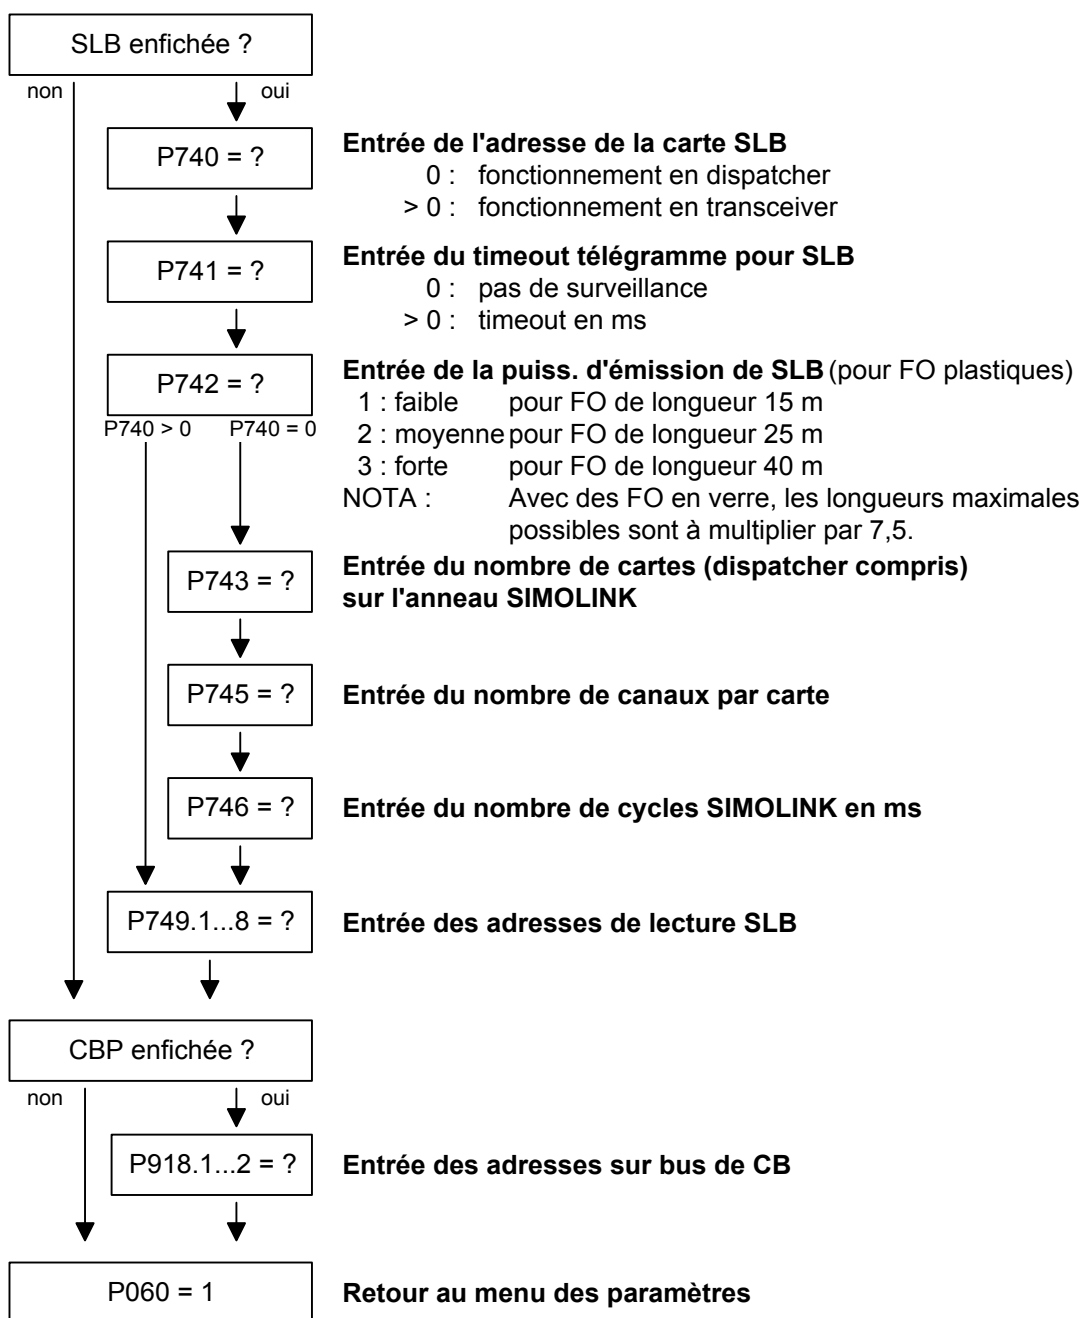 SLB enfichée ?
non oui
P740 = ? Entrée de l'adresse de la carte SLB
0 : fonctionnement en dispatcher
> 0 : fonctionnement en transceiver
P741 = ? Entrée du timeout télégramme pour SLB
0 : pas de surveillance
> 0 : timeout en ms
P742 = ? Entrée de la puiss. d'émission de SLB (pour FO plastiques)
1 : faible pour FO de longueur 15 m
P740 > 0 P740 = 0
2 : moyenne pour FO de longueur 25 m
3 : forte pour FO de longueur 40 m
NOTA : Avec des FO en verre, les longueurs maximales
possibles sont à multiplier par 7,5.
P743 = ? Entrée du nombre de cartes (dispatcher compris)
sur l'anneau SIMOLINK
P745 = ? Entrée du nombre de canaux par carte
P746 = ? Entrée du nombre de cycles SIMOLINK en ms
P749.1...8 = ? Entrée des adresses de lecture SLB
CBP enfichée ?
non oui
P918.1...2 = ? Entrée des adresses sur bus de CB
P060 = 1 Retour au menu des paramètres